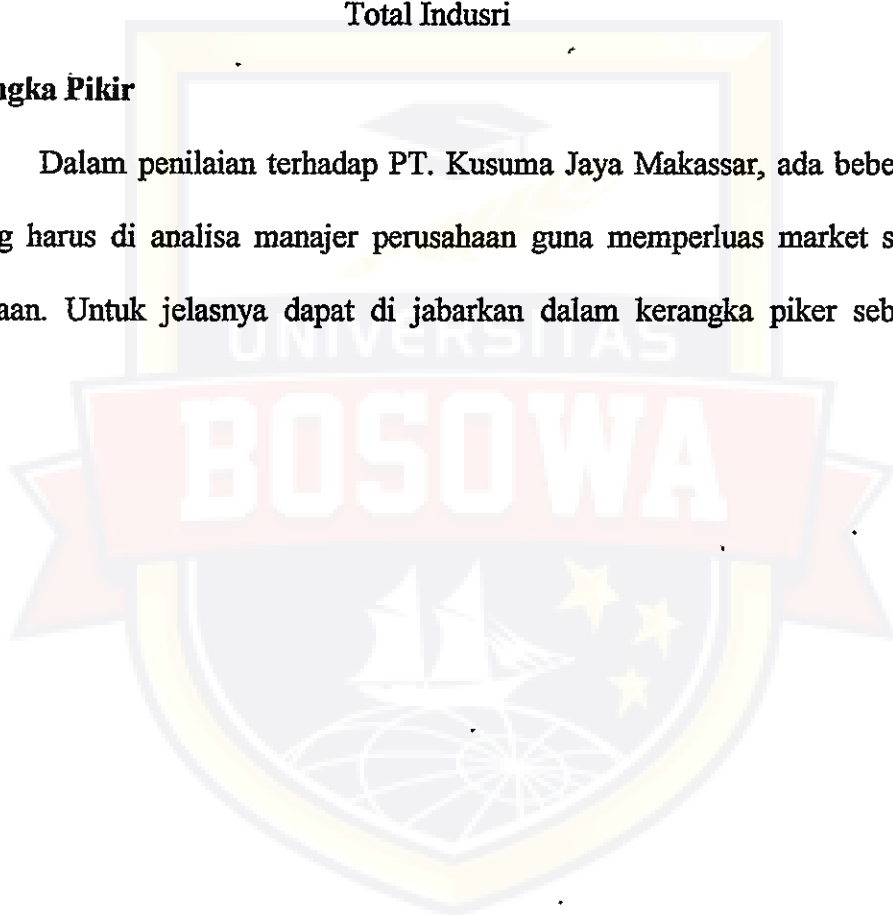 Total Indusri
ngka Pikir
Dalam penilaian terhadap PT. Kusuma Jaya Makassar, ada bebe
g harus di analisa manajer perusahaan guna memperluas market s
aan. Untuk jelasnya dapat di jabarkan dalam kerangka piker seb
UNIVERSITAS
BOSOWA